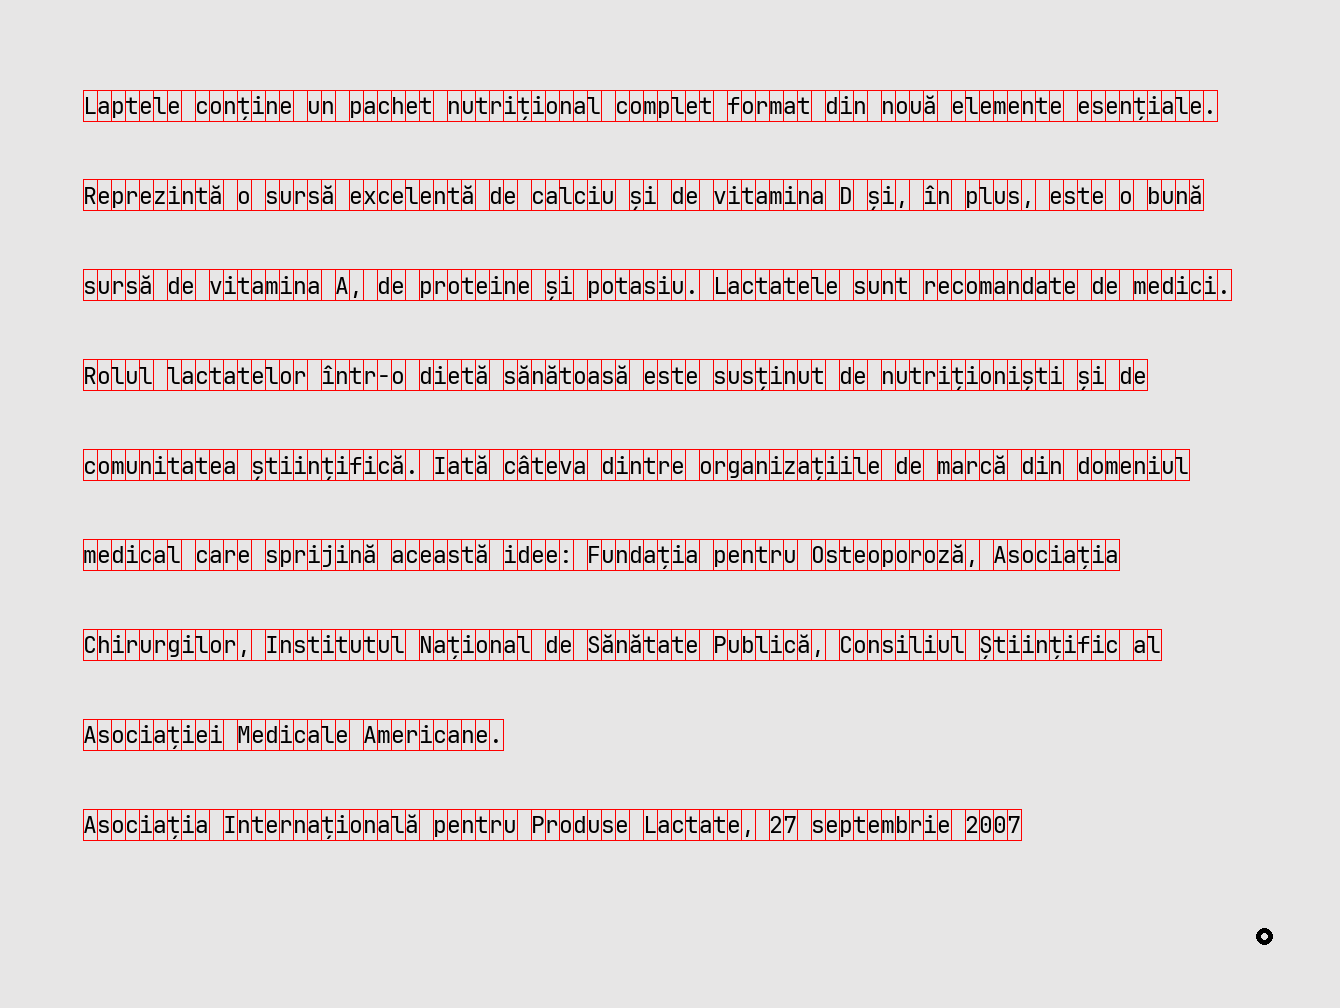 Laptele conține un pachet nutrițional complet format din nouă elemente esențiale.
Reprezintă o sursă excelentă de calciu și de vitamina D și, în plus, este o bună
sursă de vitamina A, de proteine și potasiu. Lactatele sunt recomandate de medici.
Rolul lactatelor într-o dietă sănătoasă este susținut de nutriționiști și de
comunitatea științifică. Iată câteva dintre organizațiile de marcă din domeniul
medical care sprijină această idee: Fundația pentru Osteoporoză, Asociația
Chirurgilor, Institutul Național de Sănătate Publică, Consiliul Științific al
Asociației Medicale Americane.
Asociația Internațională pentru Produse Lactate, 27 septembrie 2007